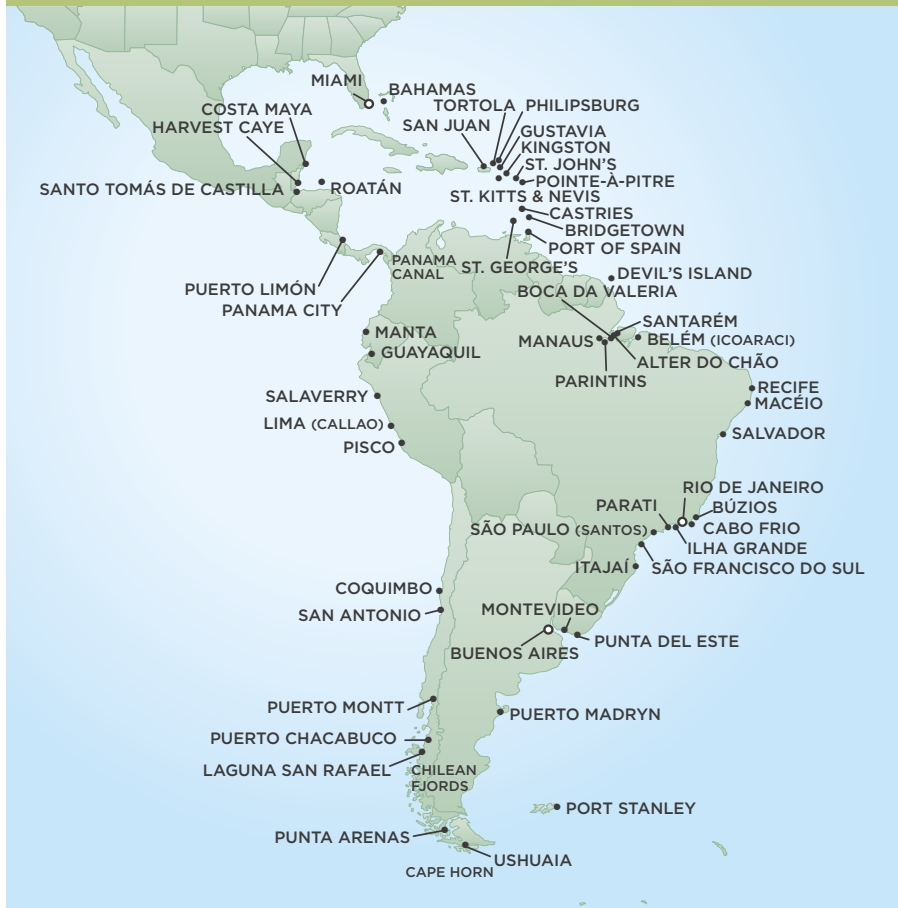 MIAMI
BAHAMAS
TORTOLA
PHILIPSBURG
COSTA MAYA
SAN JUAN
GUSTAVIA
HARVEST CAYE
KINGSTON
ST. JOHN'S
SANTO TOMÁS DE CASTILLA
ROATÁN
POINTE-À-PITRE
ST. KITTS & NEVIS
CASTRIES
BRIDGETOWN
PORT OF SPAIN
PANAMA
CANAL
ST. GEORGE'S
DEVIL'S ISLAND
PUERTO LIMÓN
BOCA DA VALERIA
PANAMA CITY
SANTARÉM
MANTA
MANAUS
BELÉM (ICOARACI)
GUAYAQUIL
ALTER DO CHÃO
PARINTINS
RECIFE
SALAVERRY
MACÉIO
LIMA (CALLAO)
SALVADOR
PISCO
RIO DE JANEIRO
PARATI
BÚZIOS
SÃO PAULO (SANTOS)
CABO FRIO
ILHA GRANDE
ITAJAÍ
SÃO FRANCISCO DO SUL
COQUIMBO
MONTEVIDEO
SAN ANTONIO
PUNTA DEL ESTE
BUENOS AIRES
PUERTO MONTT
PUERTO MADRYN
PUERTO CHACABUCO
LAGUNA SAN RAFAEL
CHILEAN
FJORDS
PORT STANLEY
PUNTA ARENAS
USHUAIA
CAPE HORN